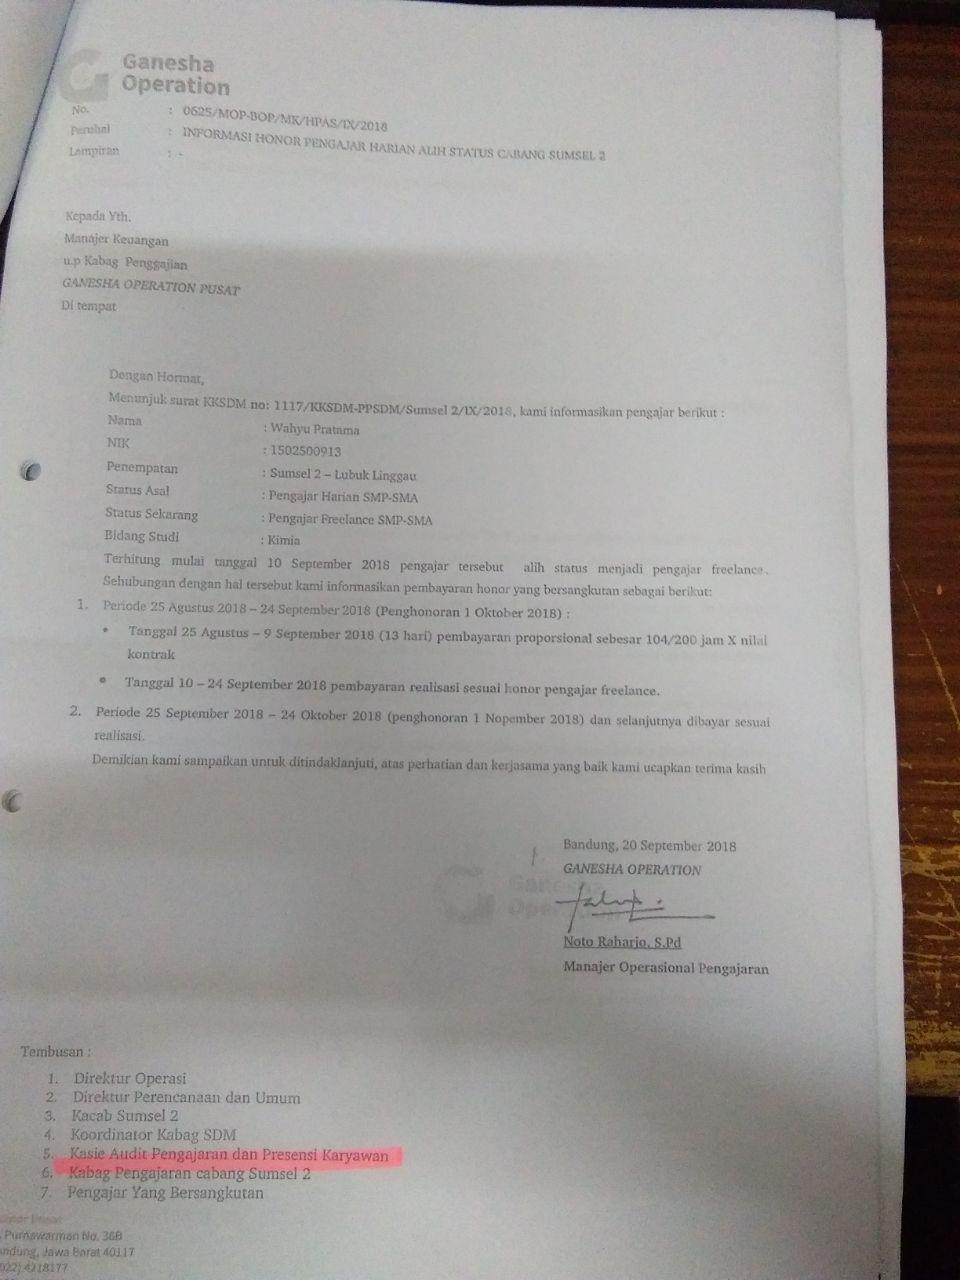 Ganesha
Operation
No. : 0625/MOP-BOP/MK/HPAS/IX/2018
Perihal : INFORMASI HONOR PENGAJAR HARIAN ALIH STATUS CABANG SUMSEL 2
Lampiran : -
Kepada Yth.
Manajer Keuangan
u.p Kabag Penggajian
GANESHA OPERATION PUSAT
Di tempat
Dengan Hormat,
Menunjuk surat KKSDM no: 1117/KKSDM-PPSDM/Sumsel 2/IX/2018, kami informasikan pengajar berikut :
Nama : Wahyu Pratama
NIK : 1502500913
Penempatan : Sumsel 2 – Lubuk Linggau
Status Asal : Pengajar Harian SMP-SMA
Status Sekarang : Pengajar Freelance SMP-SMA
Bidang Studi : Kimia
Terhitung mulai tanggal 10 September 2018 pengajar tersebut alih status menjadi pengajar freelance.
Sehubungan dengan hal tersebut kami informasikan pembayaran honor yang bersangkutan sebagai berikut:
1. Periode 25 Agustus 2018 – 24 September 2018 (Penghonoran 1 Oktober 2018) :
• Tanggal 25 Agustus – 9 September 2018 (13 hari) pembayaran proporsional sebesar 104/200 jam X nilai
kontrak
• Tanggal 10 – 24 September 2018 pembayaran realisasi sesuai honor pengajar freelance.
2. Periode 25 September 2018 – 24 Oktober 2018 (penghonoran 1 Nopember 2018) dan selanjutnya dibayar sesuai
realisasi.
Demikian kami sampaikan untuk ditindaklanjuti, atas perhatian dan kerjasama yang baik kami ucapkan terima kasih
Bandung, 20 September 2018
GANESHA OPERATION
Ganesha
Operation
Noto Raharjo, S.Pd
Manajer Operasional Pengajaran
Tembusan :
1. Direktur Operasi
2. Direktur Perencanaan dan Umum
3. Kacab Sumsel 2
4. Koordinator Kabag SDM
5. Kasie Audit Pengajaran dan Presensi Karyawan
6. Kabag Pengajaran cabang Sumsel 2
7. Pengajar Yang Bersangkutan
Purnawarman No. 36B
ndung, Jawa Barat 40117
022) 4218177